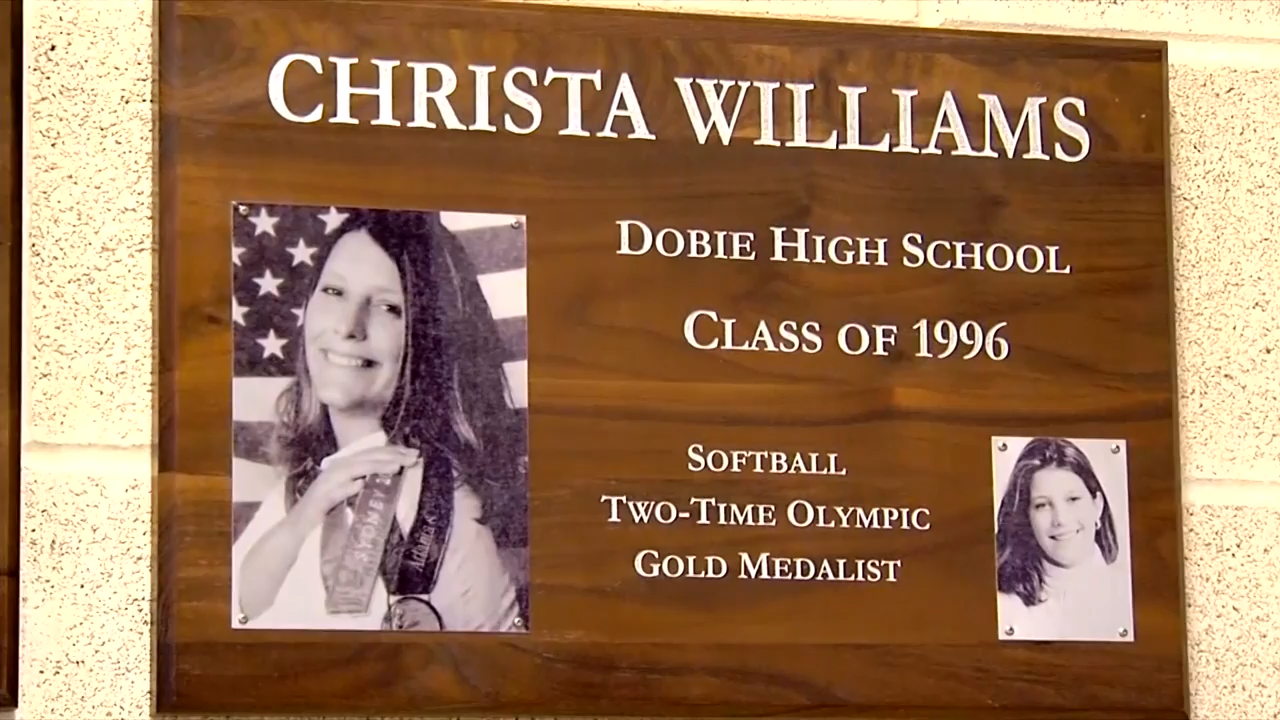 CHRISTA WILLIAMS
DOBIE HIGH SCHOOL
CLASS OF 1996
SOFTBALL
TWO-TIME OLYMPIC
GOLD MEDALIST